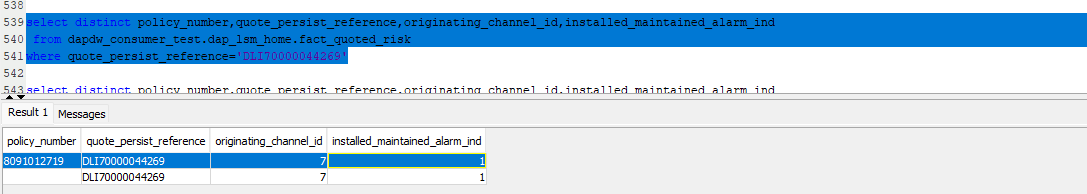 538
539 select distinct policy_number,quote_persist_reference,originating_channel_id,installed_maintained_alarm_ind
540 from dapdw_consumer_test.dap_lsm_home.fact_quoted_risk
541 where quote_persist_reference='DLI70000044269'
542
543 select distinct policy_number,quote_persist_reference,originating_channel_id,installed_maintained_alarm_ind
Result 1 Messages
policy_number quote_persist_reference originating_channel_id installed_maintained_alarm_ind
8091012719 DLI70000044269 7 1
DLI70000044269 7 1